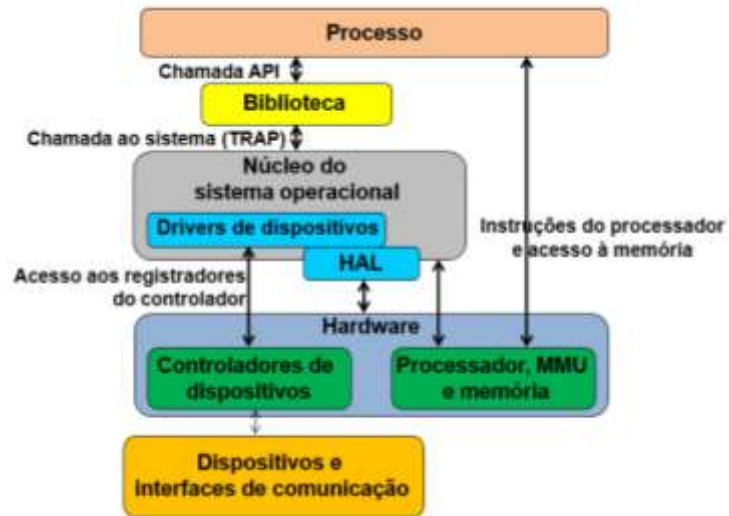 Processo
Chamada API
Biblioteca
Chamada ao sistema (TRAP)
Núcleo do
sistema operacional
Drivers de dispositivos
HAL
Instruções do processador
e acesso à memória
Acesso aos registradores
do controlador
Hardware
Controladores de
dispositivos
Processador, MMU
e memória
Dispositivos e
interfaces de comunicação